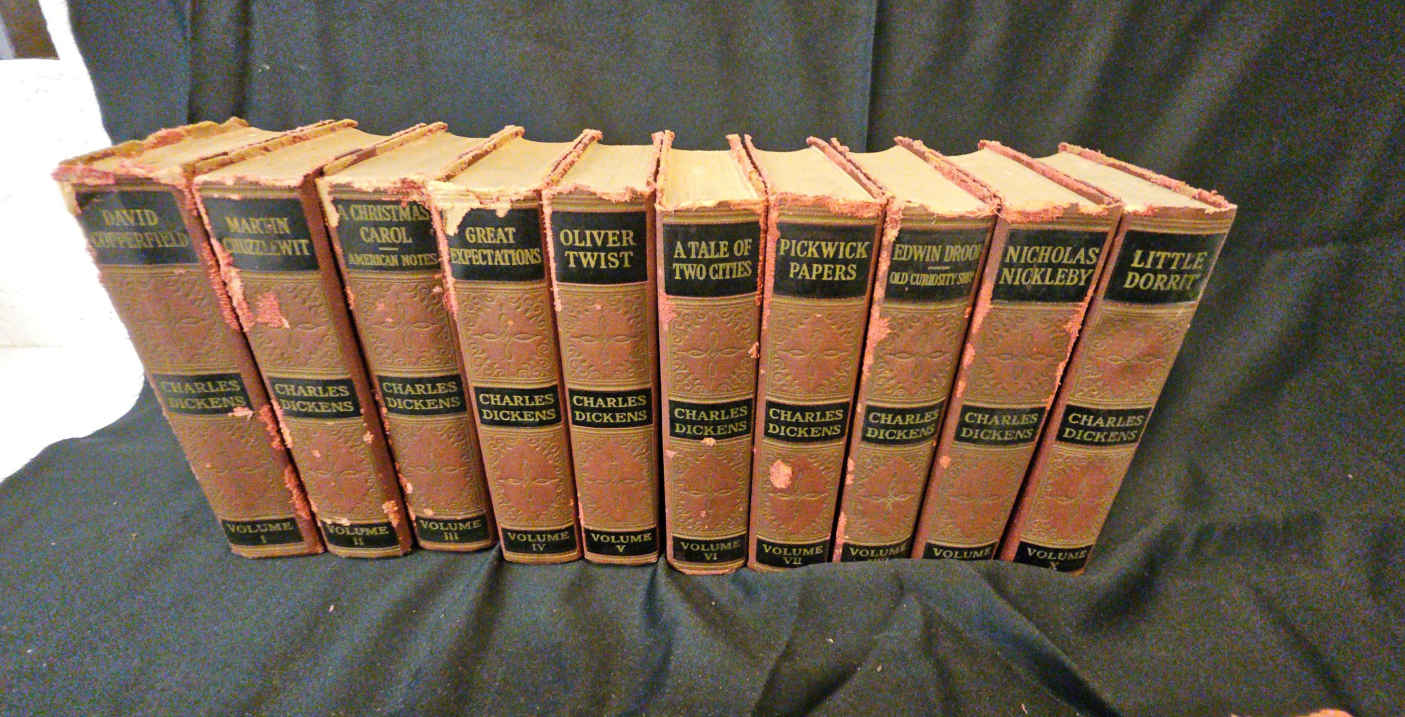 DAVID
COPPERFIELD
CHARLES
DICKENS
VOLUME
I
MARTIN
CHUZZLEWIT
CHARLES
DICKENS
VOLUME
II
A CHRISTMAS
CAROL
AMERICAN NOTES
CHARLES
DICKENS
VOLUME
III
GREAT
EXPECTATIONS
CHARLES
DICKENS
VOLUME
IV
OLIVER
TWIST
CHARLES
DICKENS
VOLUME
V
A TALE OF
TWO CITIES
CHARLES
DICKENS
VOLUME
VI
PICKWICK
PAPERS
CHARLES
DICKENS
VOLUME
VII
EDWIN DROOD
OLD CURIOSITY SHOP
CHARLES
DICKENS
VOLUME
NICHOLAS
NICKLEBY
CHARLES
DICKENS
VOLUME
LITTLE
DORRIT
CHARLES
DICKENS
VOLUME
X